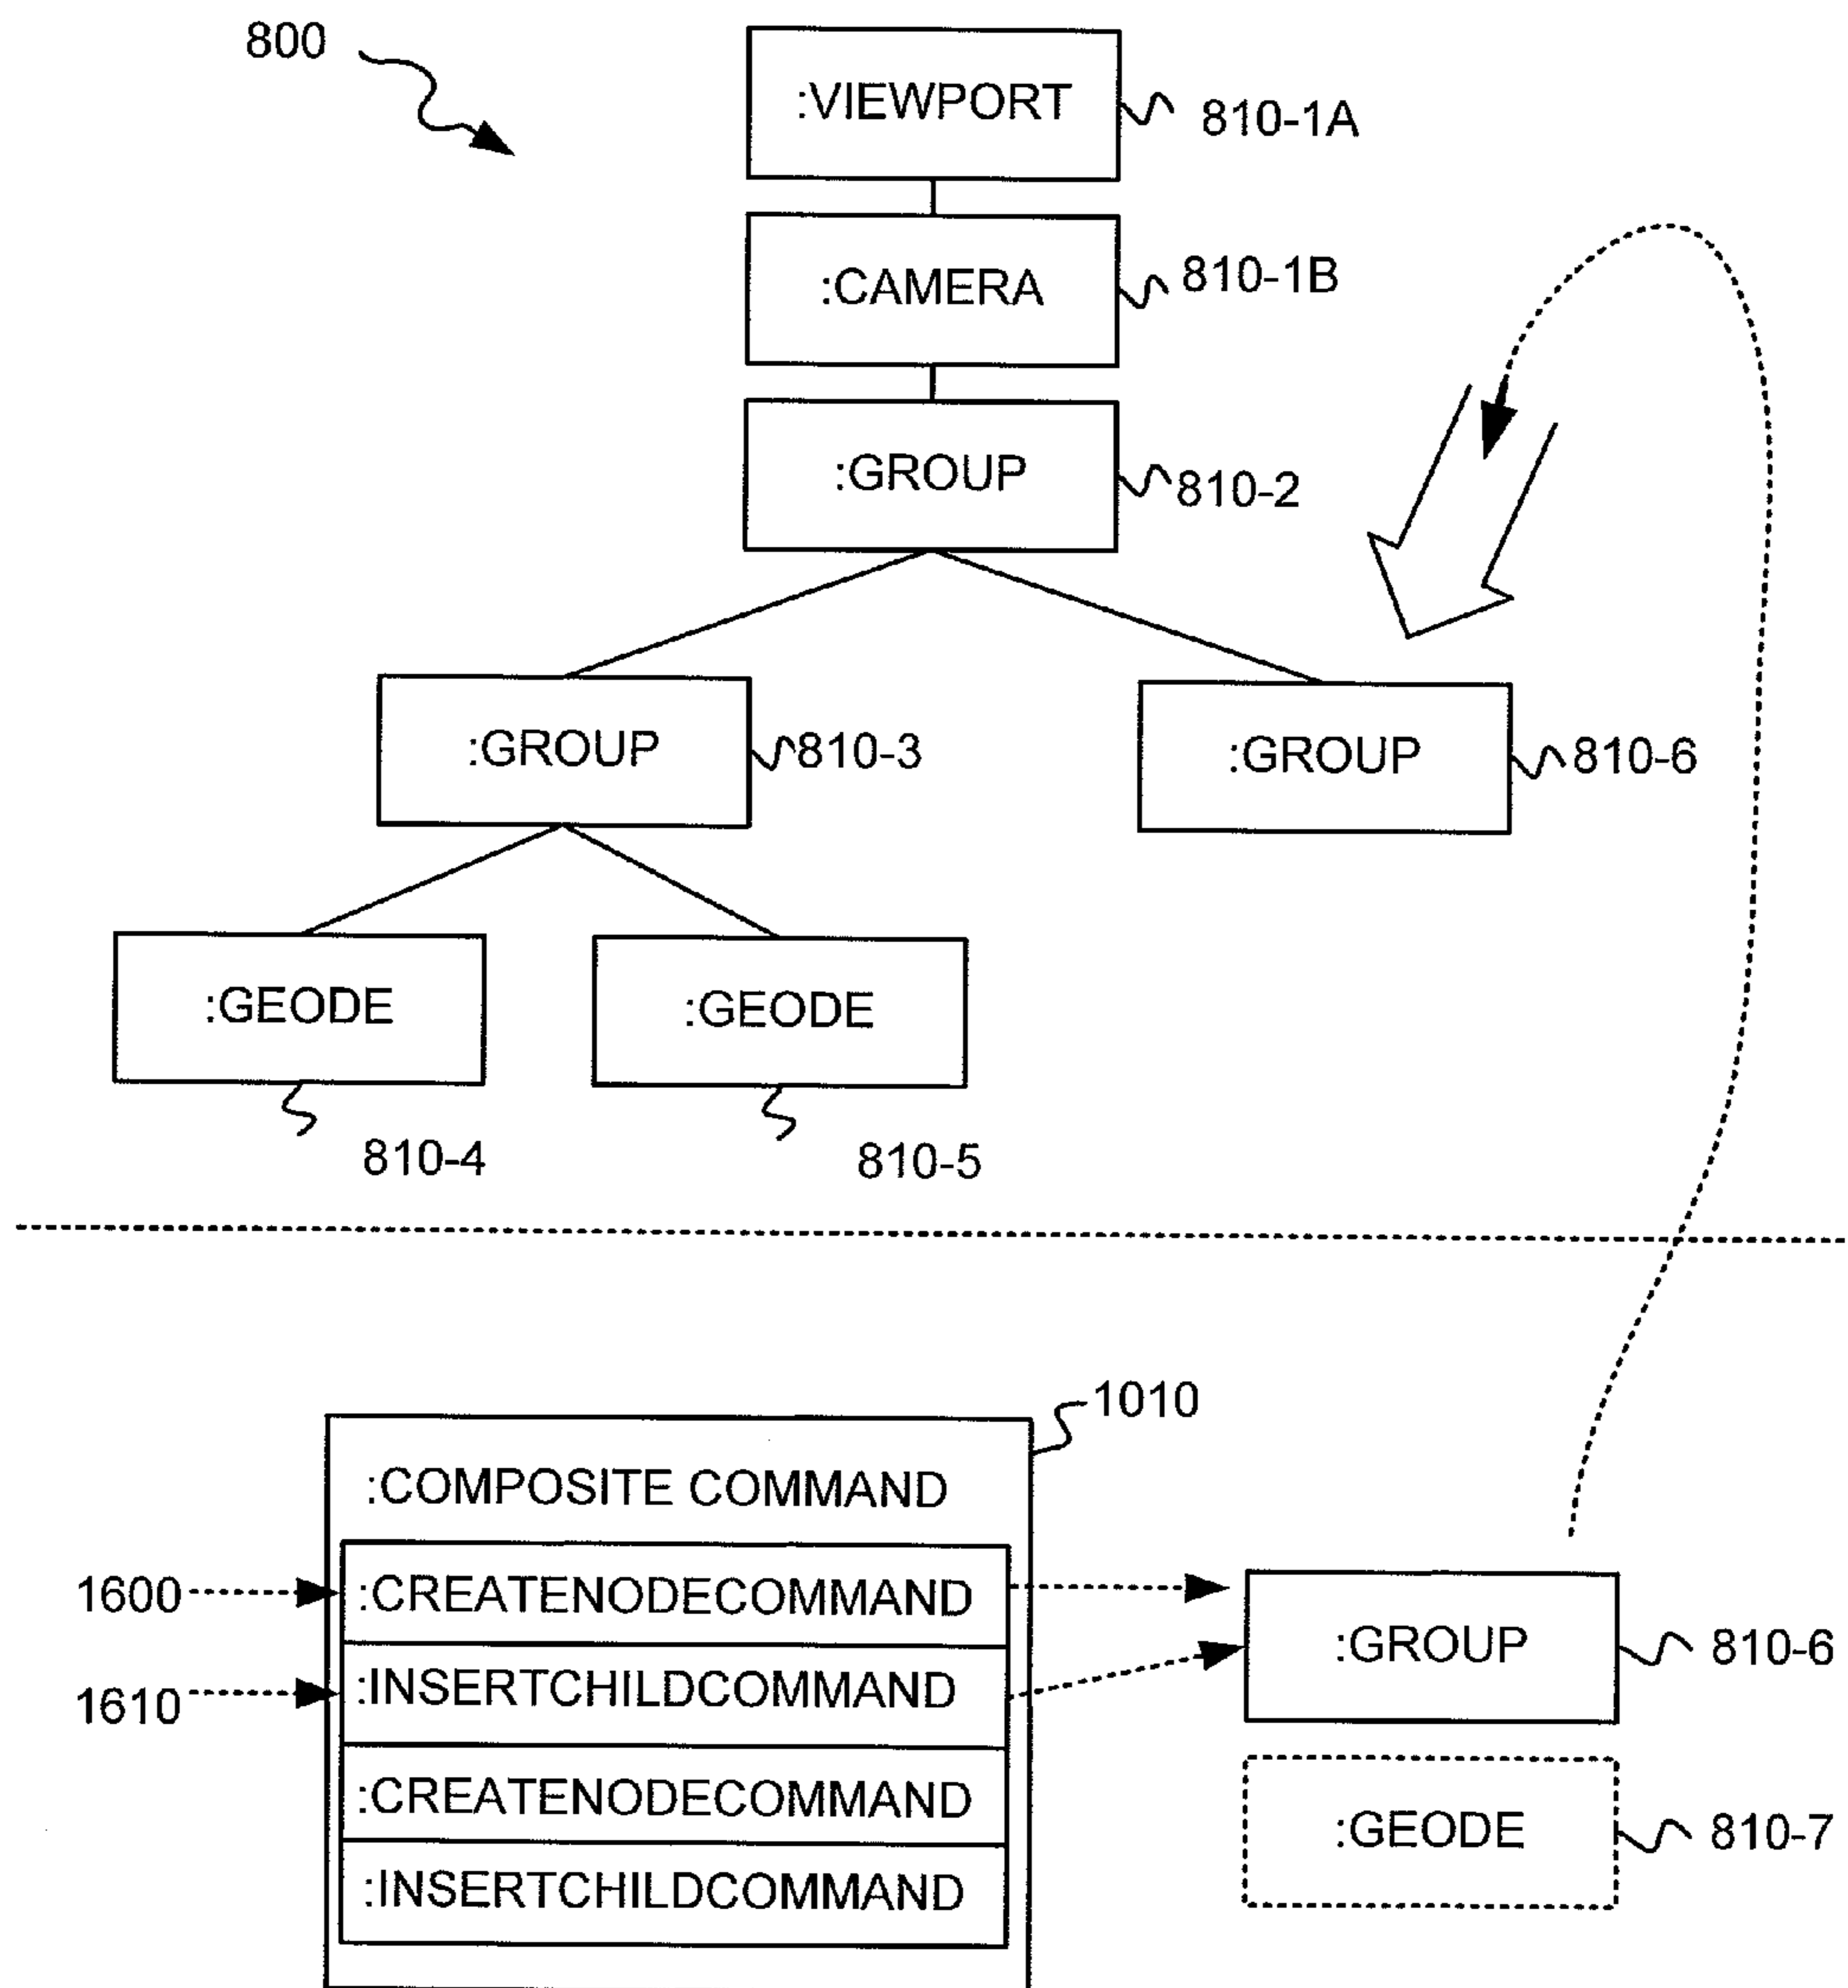 800
:VIEWPORT
810-1A
:CAMERA
810-1B
:GROUP
810-2
:GROUP
810-3
:GROUP
810-6
:GEODE
:GEODE
810-4
810-5
1010
:COMPOSITE COMMAND
1600
:CREATENODECOMMAND
1610
:INSERTCHILDCOMMAND
:CREATENODECOMMAND
:INSERTCHILDCOMMAND
:GROUP
810-6
:GEODE
810-7